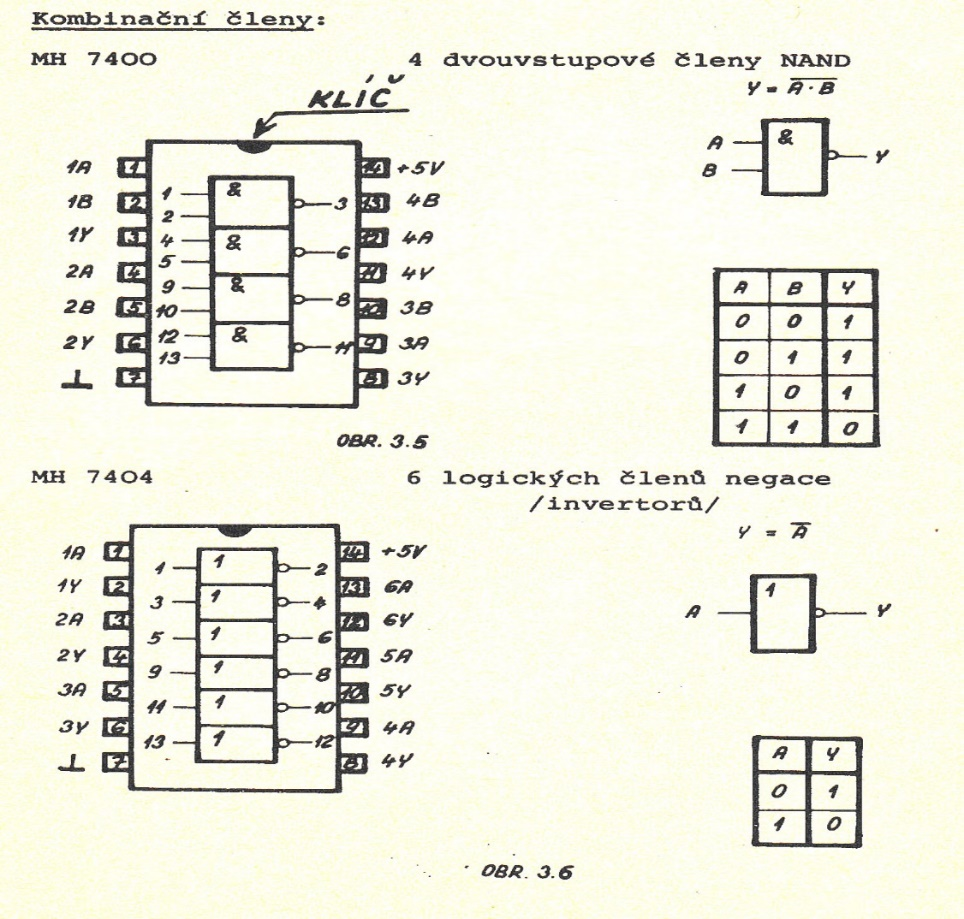 Kombinační členy:
MH 7400 4 dvouvstupové členy NAND
KLÍČ
Y = A · B
1A 1 14 +5V
1B 2 13 4B
1Y 3 12 4A
2A 4 11 4Y
2B 5 10 3B
2Y 6 9 3A
⊥ 7 8 3Y
1 & 3
2
4 & 6
5
9 & 8
10
12 & 11
13
A & Y
B
A B Y
0 0 1
0 1 1
1 0 1
1 1 0
OBR. 3.5
MH 7404 6 logických členů negace
/invertorů/
Y = A
1A 1 14 +5V
1Y 2 13 6A
2A 3 12 6Y
2Y 4 11 5A
3A 5 10 5Y
3Y 6 9 4A
⊥ 7 8 4Y
1 1 2
3 1 4
5 1 6
9 1 8
11 1 10
13 1 12
A 1 Y
A Y
0 1
1 0
OBR. 3.6